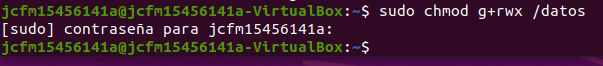 jcfm15456141a@jcfm15456141a-VirtualBox:~$ sudo chmod g+rwx /datos
[sudo] contraseña para jcfm15456141a:
jcfm15456141a@jcfm15456141a-VirtualBox:~$